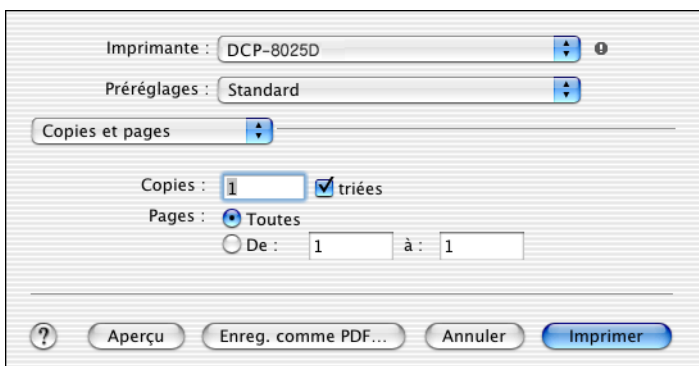 Imprimante : DCP-8025D
Préréglages : Standard
Copies et pages
Copies : 1 triées
Pages : Toutes
De : 1 à : 1
? Aperçu Enreg. comme PDF... Annuler Imprimer